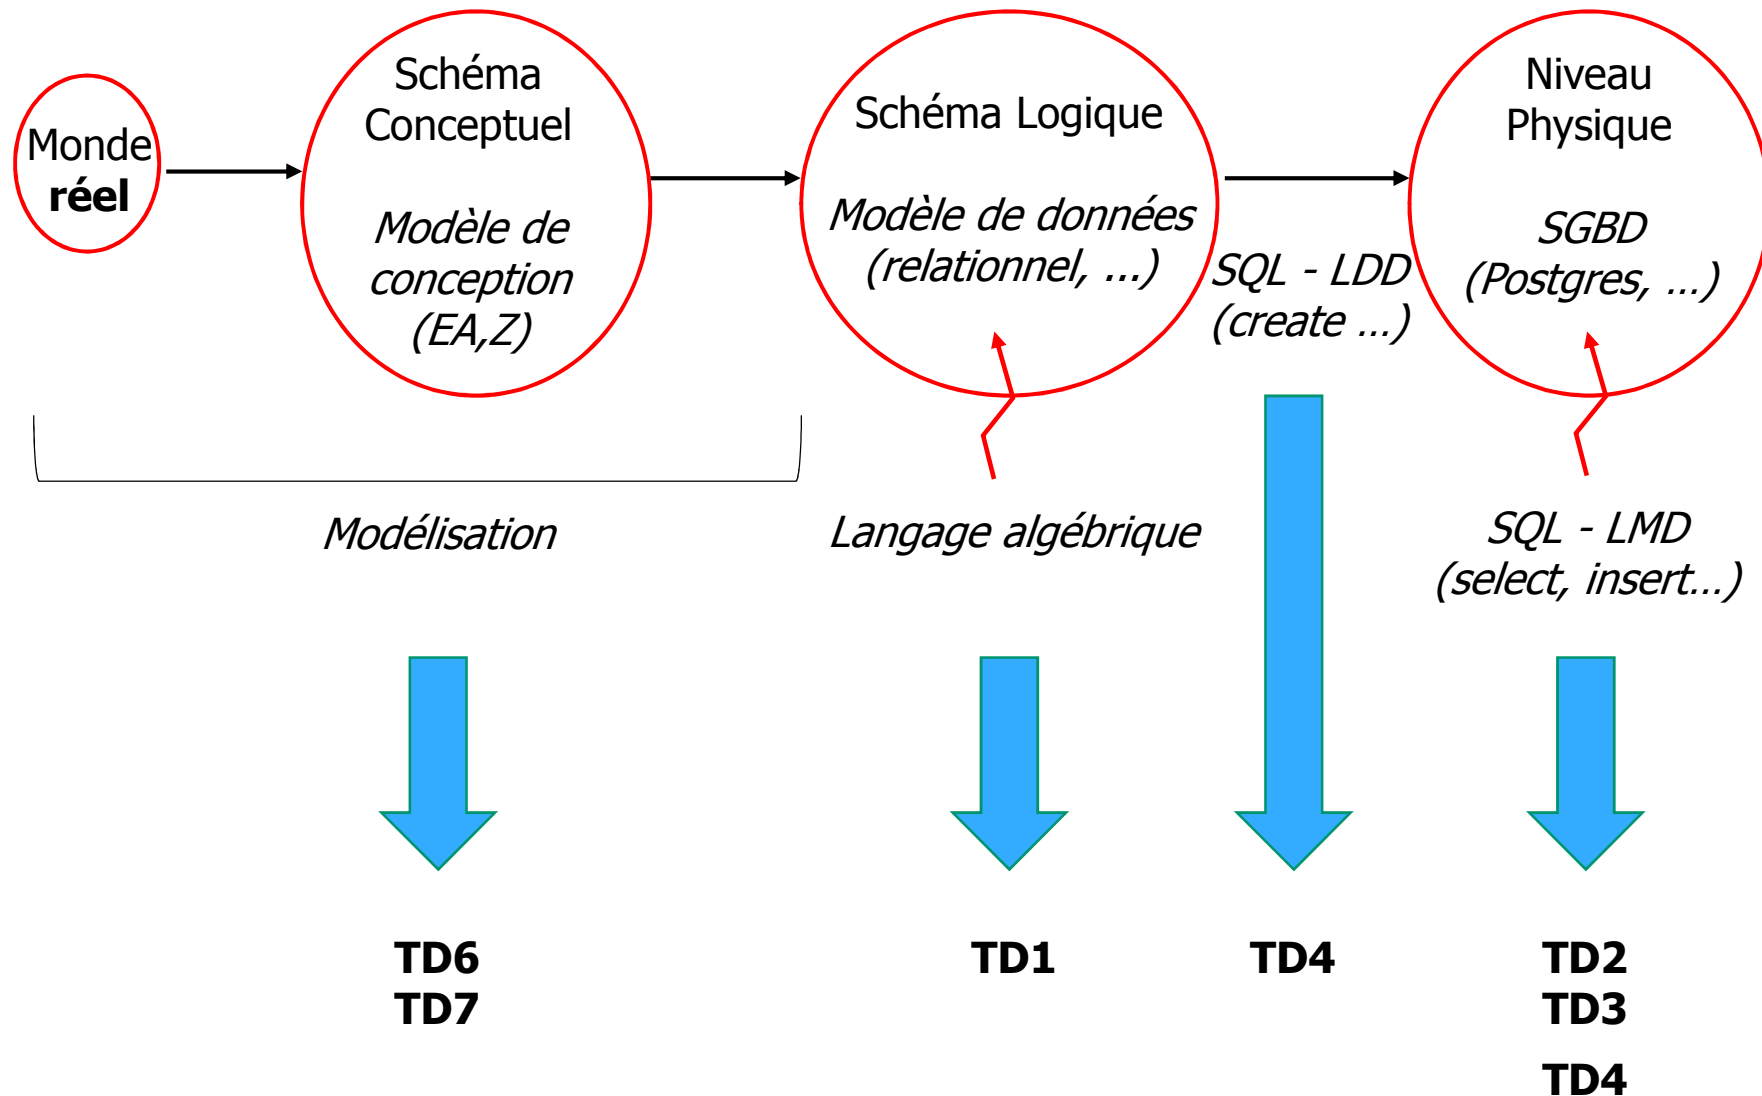 Monde
réel
Schéma
Conceptuel
Modèle de
conception
(EA,Z)
Schéma Logique
Modèle de données
(relationnel, ...)
SQL - LDD
(create ...)
Niveau
Physique
SGBD
(Postgres, ...)
Modélisation
Langage algébrique
SQL - LMD
(select, insert...)
TD6
TD7
TD1
TD4
TD2
TD3
TD4